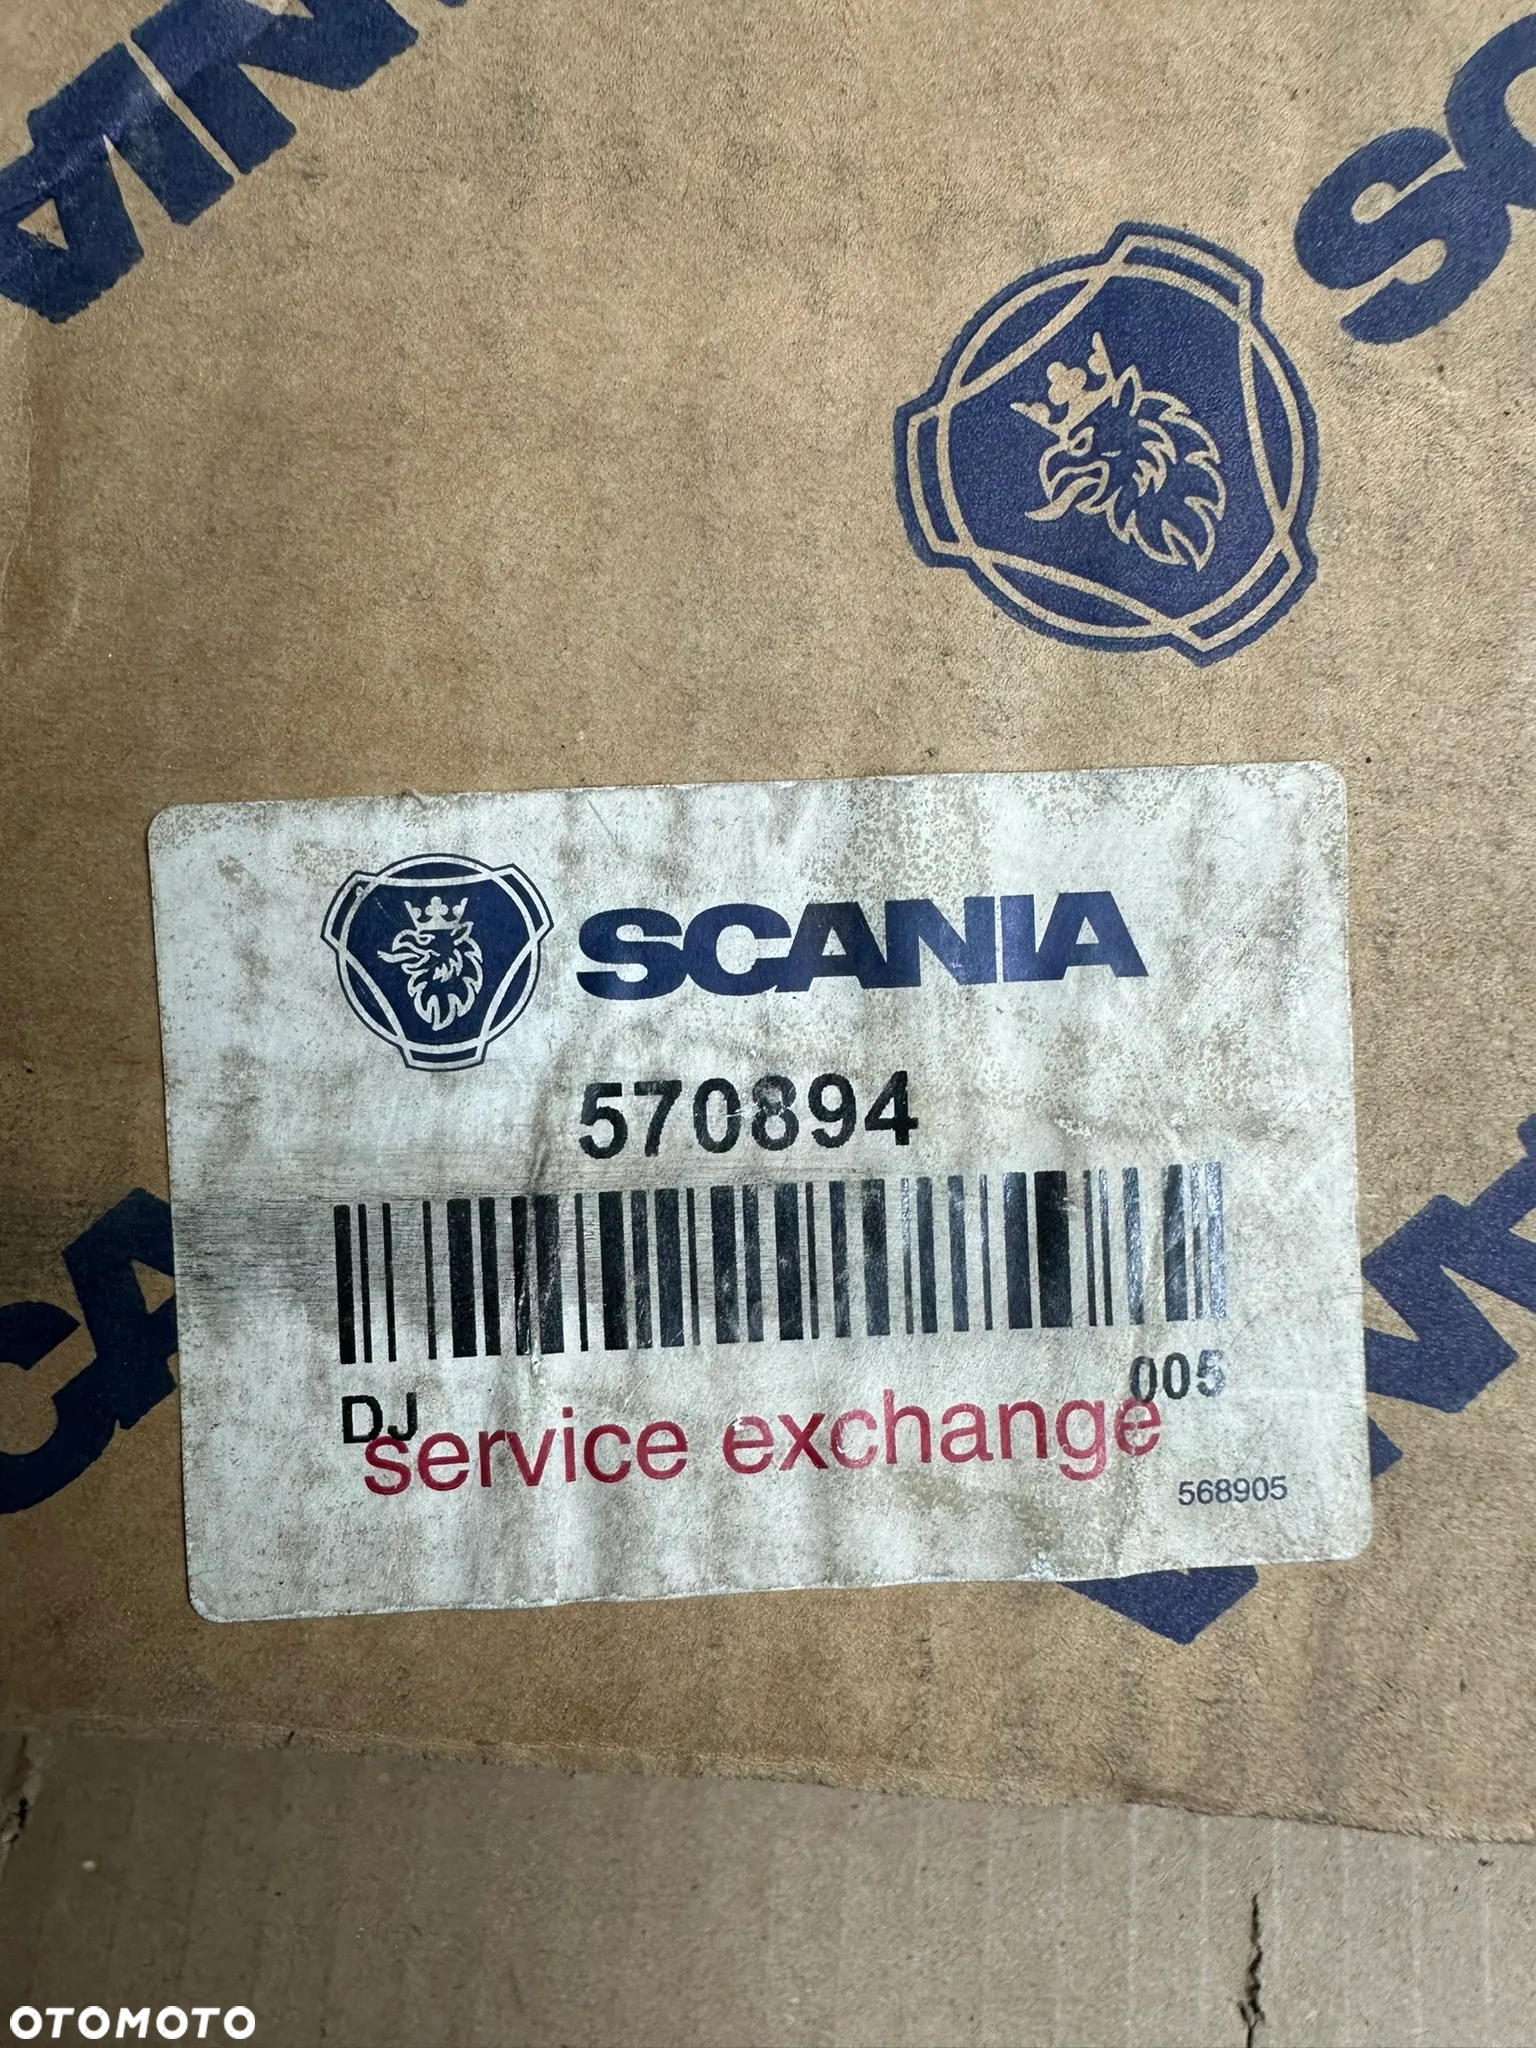 SCANIA
570894
DJ
005
service exchange
568905
OTOMOTO